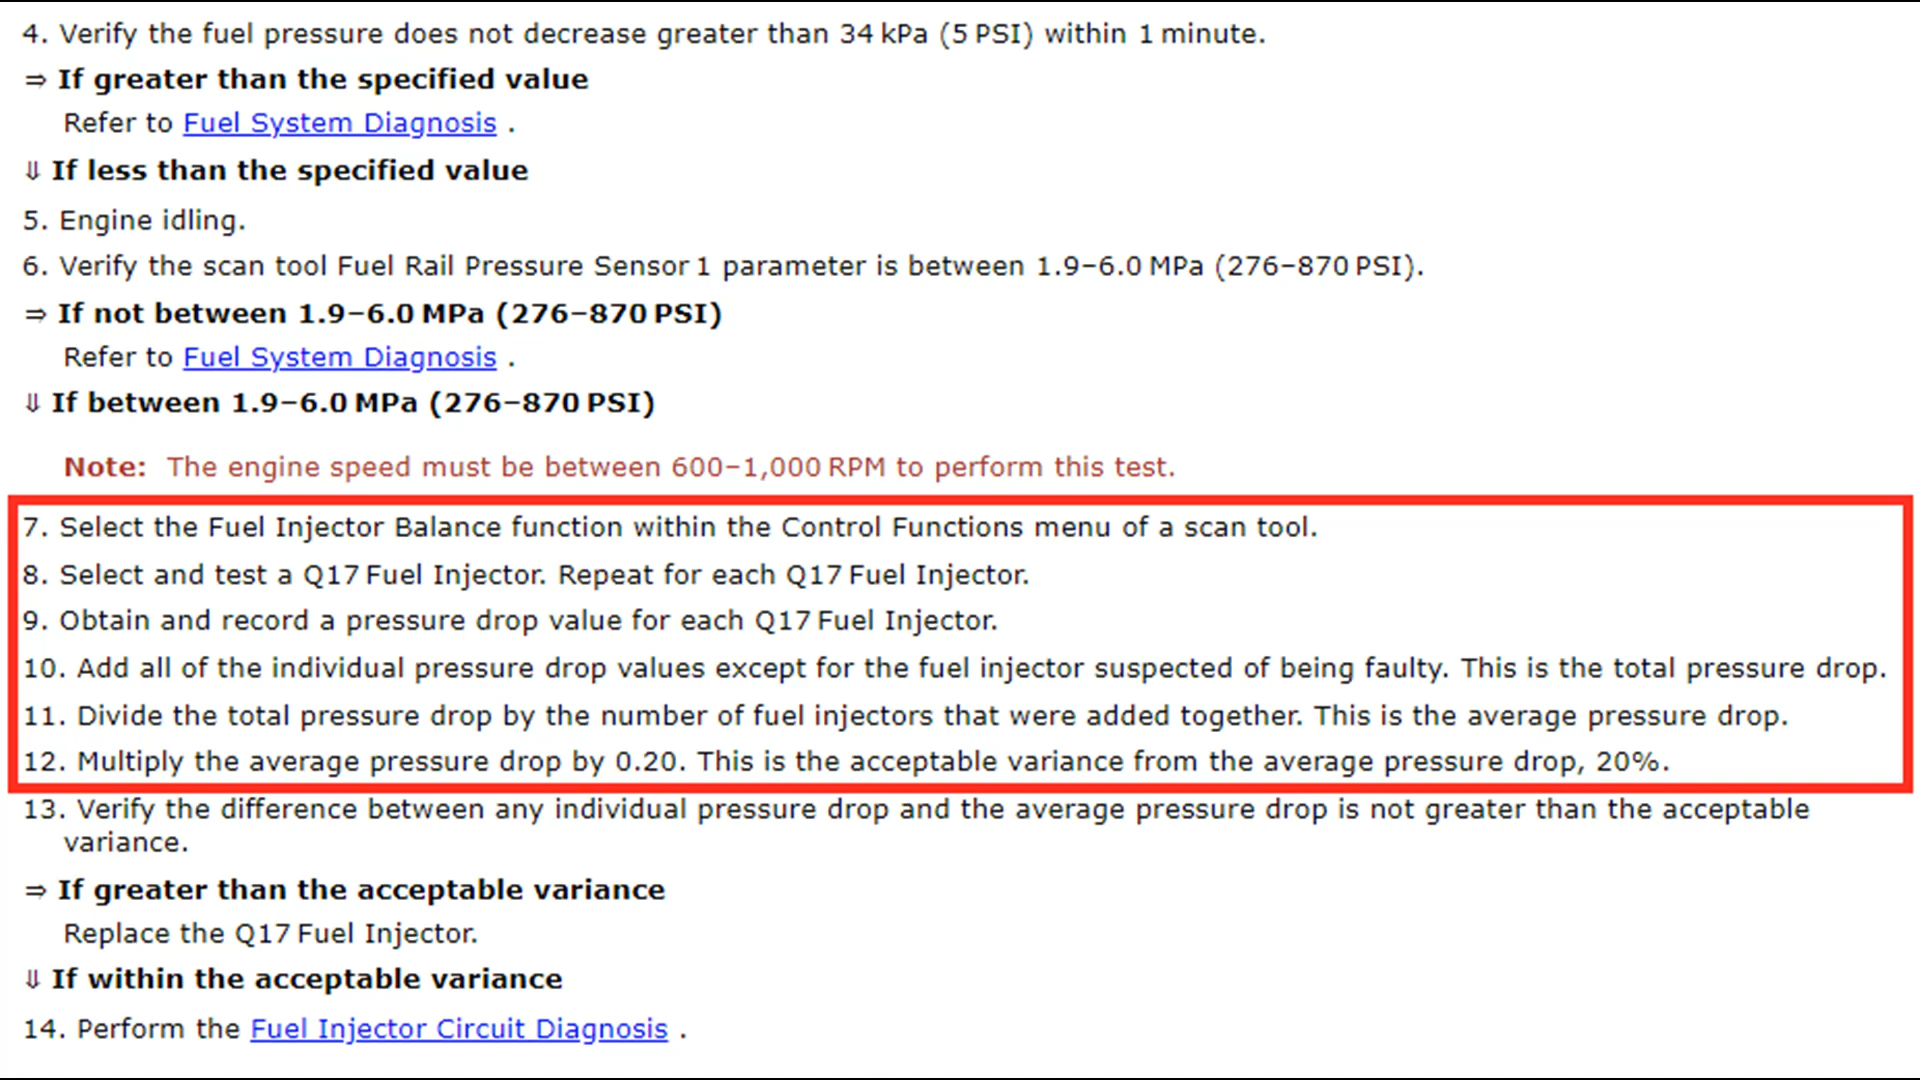 4. Verify the fuel pressure does not decrease greater than 34 kPa (5 PSI) within 1 minute.
⇒ If greater than the specified value
Refer to Fuel System Diagnosis .
⇓ If less than the specified value
5. Engine idling.
6. Verify the scan tool Fuel Rail Pressure Sensor 1 parameter is between 1.9–6.0 MPa (276–870 PSI).
⇒ If not between 1.9–6.0 MPa (276–870 PSI)
Refer to Fuel System Diagnosis .
⇓ If between 1.9–6.0 MPa (276–870 PSI)
Note: The engine speed must be between 600–1,000 RPM to perform this test.
7. Select the Fuel Injector Balance function within the Control Functions menu of a scan tool.
8. Select and test a Q17 Fuel Injector. Repeat for each Q17 Fuel Injector.
9. Obtain and record a pressure drop value for each Q17 Fuel Injector.
10. Add all of the individual pressure drop values except for the fuel injector suspected of being faulty. This is the total pressure drop.
11. Divide the total pressure drop by the number of fuel injectors that were added together. This is the average pressure drop.
12. Multiply the average pressure drop by 0.20. This is the acceptable variance from the average pressure drop, 20%.
13. Verify the difference between any individual pressure drop and the average pressure drop is not greater than the acceptable
variance.
⇒ If greater than the acceptable variance
Replace the Q17 Fuel Injector.
⇓ If within the acceptable variance
14. Perform the Fuel Injector Circuit Diagnosis .